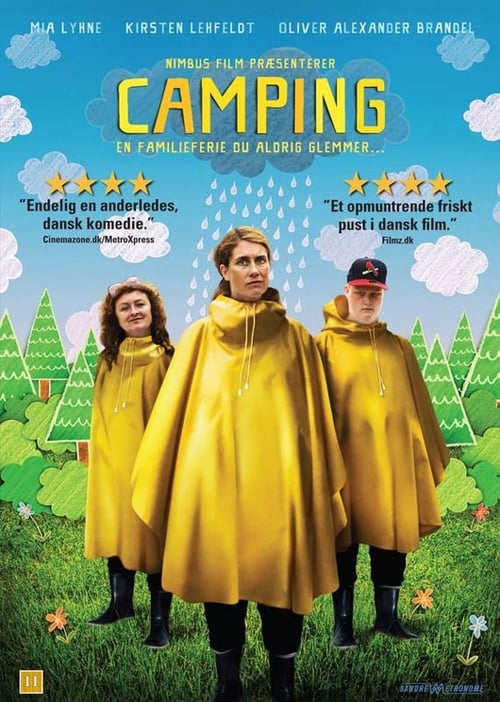 MIA LYHNE KIRSTEN LEHFELDT OLIVER ALEXANDER BRANDEL
NIMBUS FILM PRÆSENTERER
CAMPING
EN FAMILIEFERIE DU ALDRIG GLEMMER...
"Endelig en anderledes,
dansk komedie."
Cinemazone.dk/MetroXpress
"Et opmuntrende friskt
pust i dansk film."
Filmz.dk
11
SANDREW METRONOME